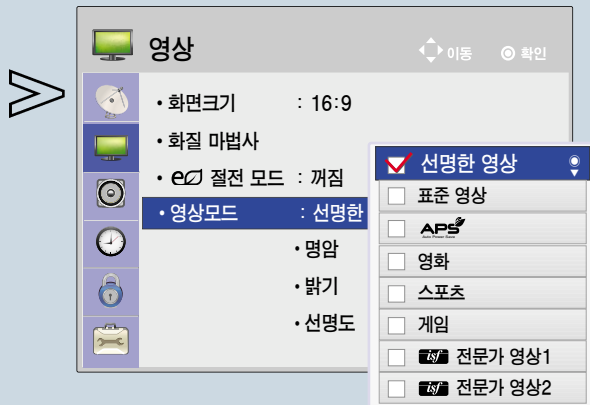 영상
이동 확인
• 화면크기 : 16:9
• 화질 마법사
• eco 절전 모드 : 꺼짐
• 영상모드 : 선명한
• 명암
• 밝기
• 선명도
선명한 영상
표준 영상
APS
영화
스포츠
게임
isf 전문가 영상1
isf 전문가 영상2